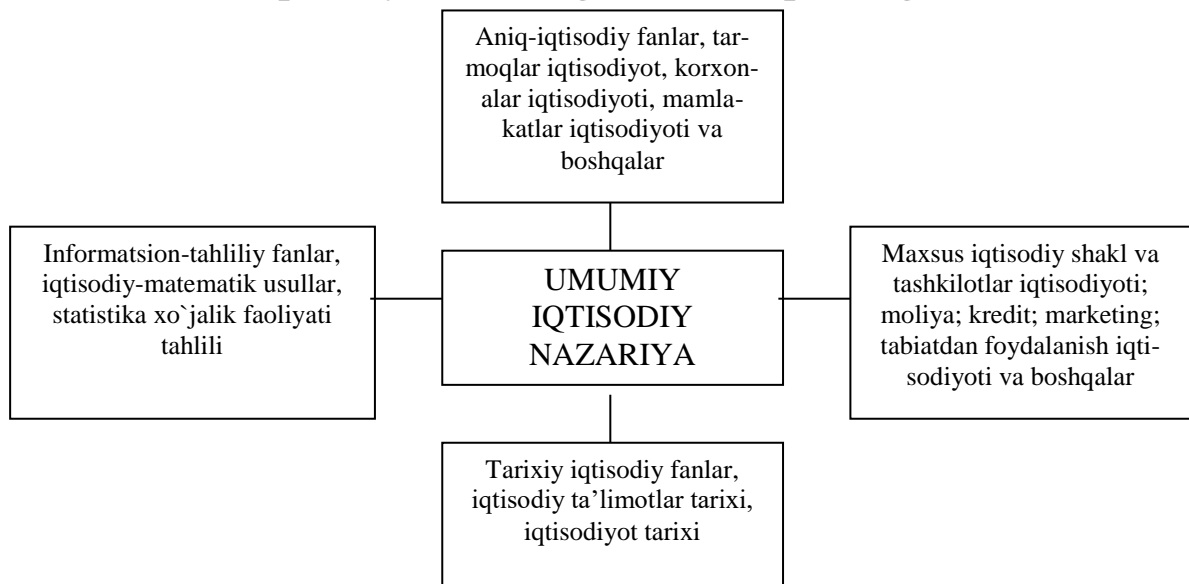 Aniq-iqtisodiy fanlar, tar-
moqlar iqtisodiyot, korxon-
alar iqtisodiyoti, mamla-
katlar iqtisodiyoti va
boshqalar
Informatsion-tahliliy fanlar,
iqtisodiy-matematik usullar,
statistika xo`jalik faoliyati
tahlili
UMUMIY
IQTISODIY
NAZARIYA
Maxsus iqtisodiy shakl va
tashkilotlar iqtisodiyoti;
moliya; kredit; marketing;
tabiatdan foydalanish iqti-
sodiyoti va boshqalar
Tarixiy iqtisodiy fanlar,
iqtisodiy ta’limotlar tarixi,
iqtisodiyot tarixi